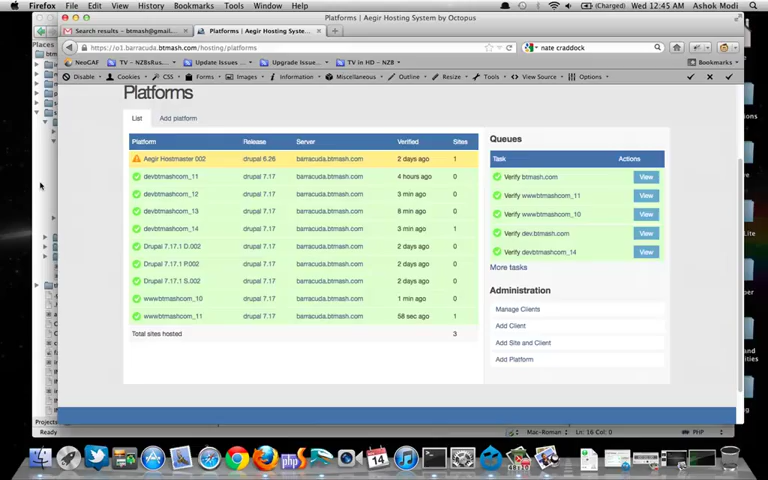 Firefox File Edit View History Bookmarks Tools Window Help (Charged) Wed 12:45 AM Ashok Modi
Platforms | Aegir Hosting System by Octopus
Search results - btmash@gmail... Platforms | Aegir Hosting Syste...
https://o1.barracuda.btmash.com/hosting/platforms nate craddock
NeoGAF TV - NZBsRus... Update Issues ... Upgrade Issue... TV in HD - NZB Bookmarks
Disable Cookies CSS Forms Images Information Miscellaneous Outline Resize Tools View Source Options
Places
Platforms
List Add platform
Platform Release Server Verified Sites
Aegir Hostmaster 002 drupal 6.26 barracuda.btmash.com 2 days ago 1
devbtmashcom_11 drupal 7.17 barracuda.btmash.com 4 hours ago 0
devbtmashcom_12 drupal 7.17 barracuda.btmash.com 3 min ago 0
devbtmashcom_13 drupal 7.17 barracuda.btmash.com 8 min ago 0
devbtmashcom_14 drupal 7.17 barracuda.btmash.com 3 min ago 1
Drupal 7.17.1 D.002 drupal 7.17 barracuda.btmash.com 2 days ago 0
Drupal 7.17.1 P.002 drupal 7.17 barracuda.btmash.com 2 days ago 0
Drupal 7.17.1 S.002 drupal 7.17 barracuda.btmash.com 2 days ago 0
wwwbtmashcom_10 drupal 7.17 barracuda.btmash.com 1 min ago 0
wwwbtmashcom_11 drupal 7.17 barracuda.btmash.com 58 sec ago 1
Total sites hosted 3
Queues
Task Actions
Verify btmash.com View
Verify wwwbtmashcom_11 View
Verify wwwbtmashcom_10 View
Verify dev.btmash.com View
Verify devbtmashcom_14 View
More tasks
Administration
Manage Clients
Add Client
Add Site and Client
Add Platform
Projects
Ready Mac-Roman Ln: 16 Col: 0 PHP
php 14